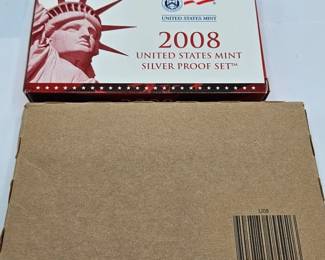 UNITED STATES MINT
2008
UNITED STATES MINT
SILVER PROOF SET™